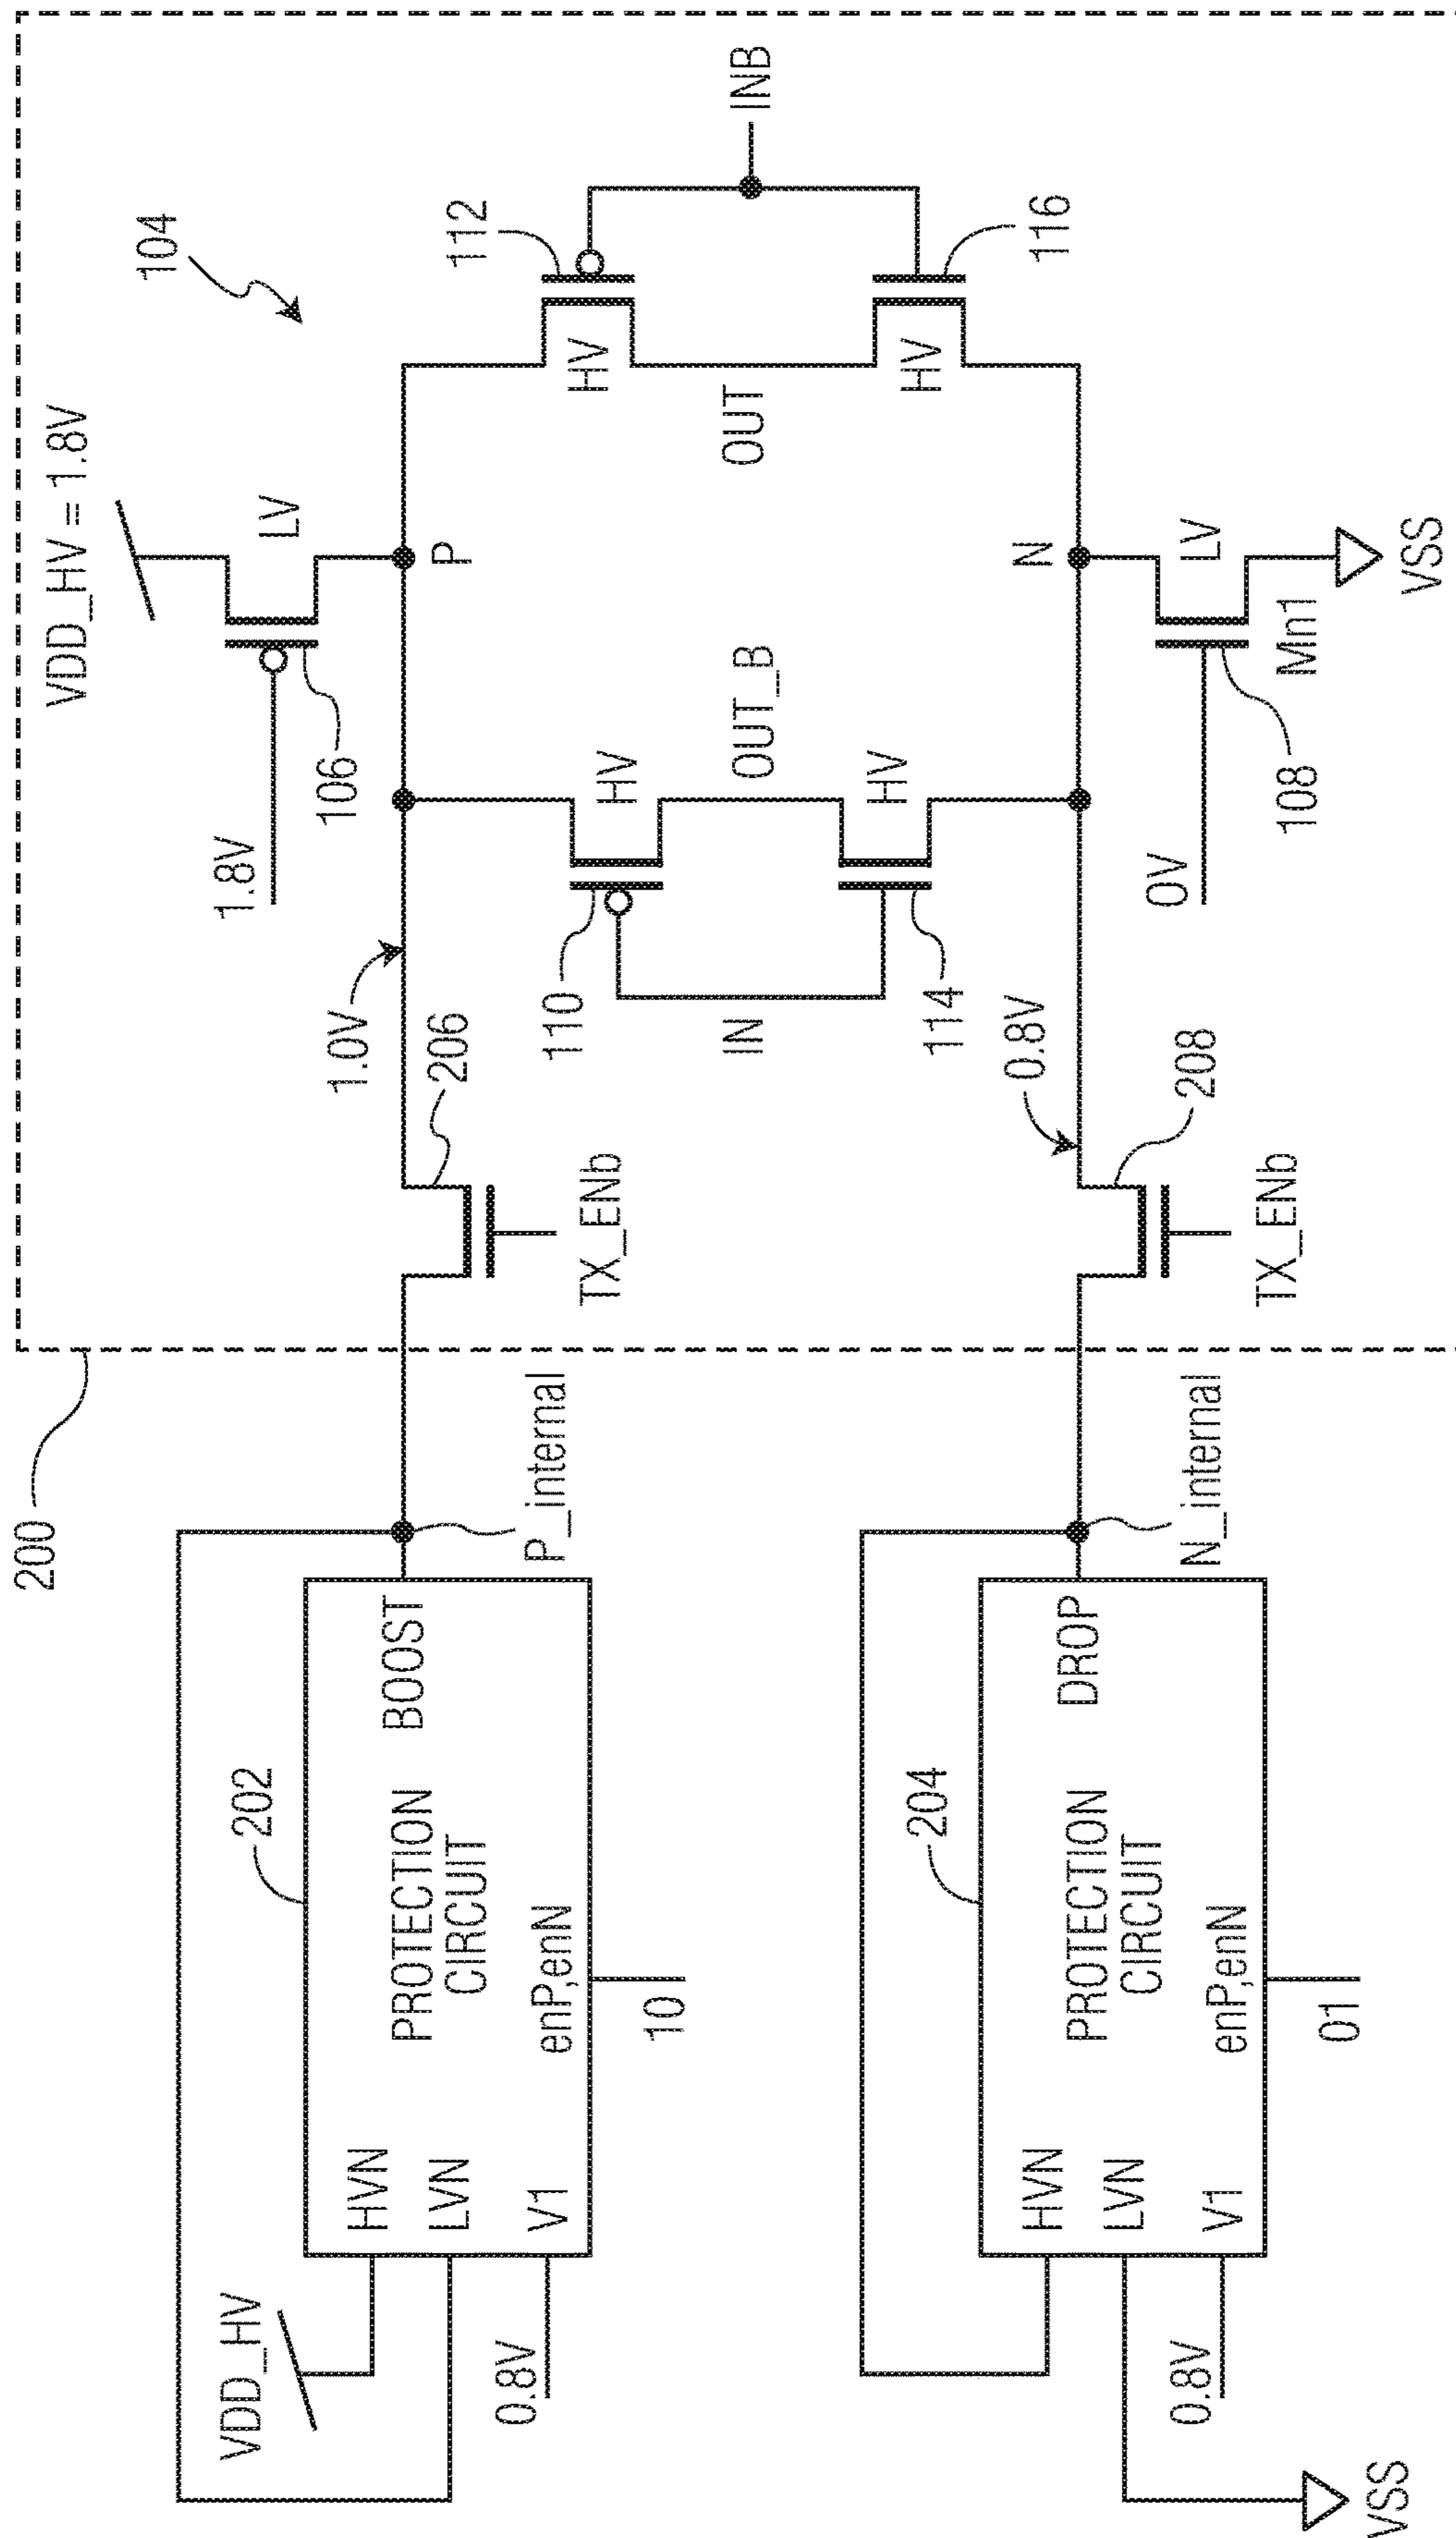 200
VDD_HV
HVN
LVN
V1
0.8V
202
PROTECTION
CIRCUIT
BOOST
enP,enN
10
P_internal
TX_ENb
206
1.0V
1.8V
106
VDD_HV = 1.8V
LV
P
104
110
HV
IN
OUT_B
114
HV
112
HV
OUT
HV
116
INB
VSS
HVN
LVN
V1
0.8V
204
PROTECTION
CIRCUIT
DROP
enP,enN
01
N_internal
TX_ENb
208
0.8V
N
0V
108
LV
Mn1
VSS